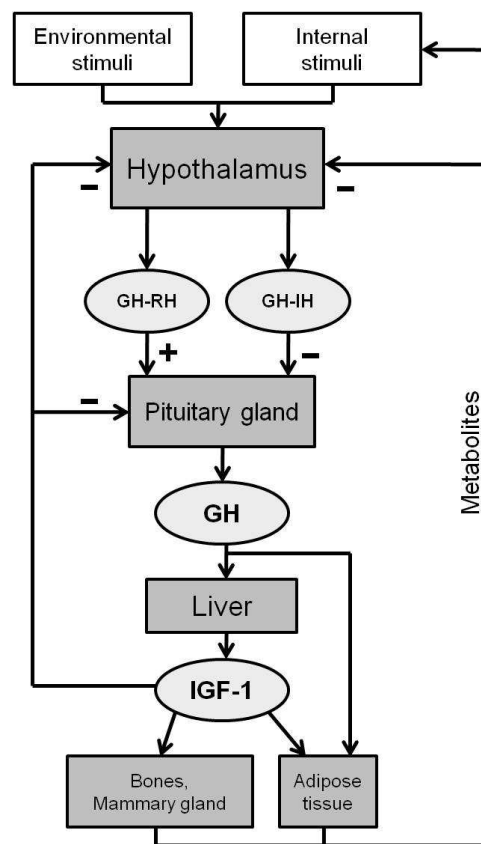 Environmental
stimuli
Internal
stimuli
Hypothalamus
–
–
GH-RH
GH-IH
+
–
–
Pituitary gland
GH
Metabolites
Liver
IGF-1
Bones,
Mammary gland
Adipose
tissue